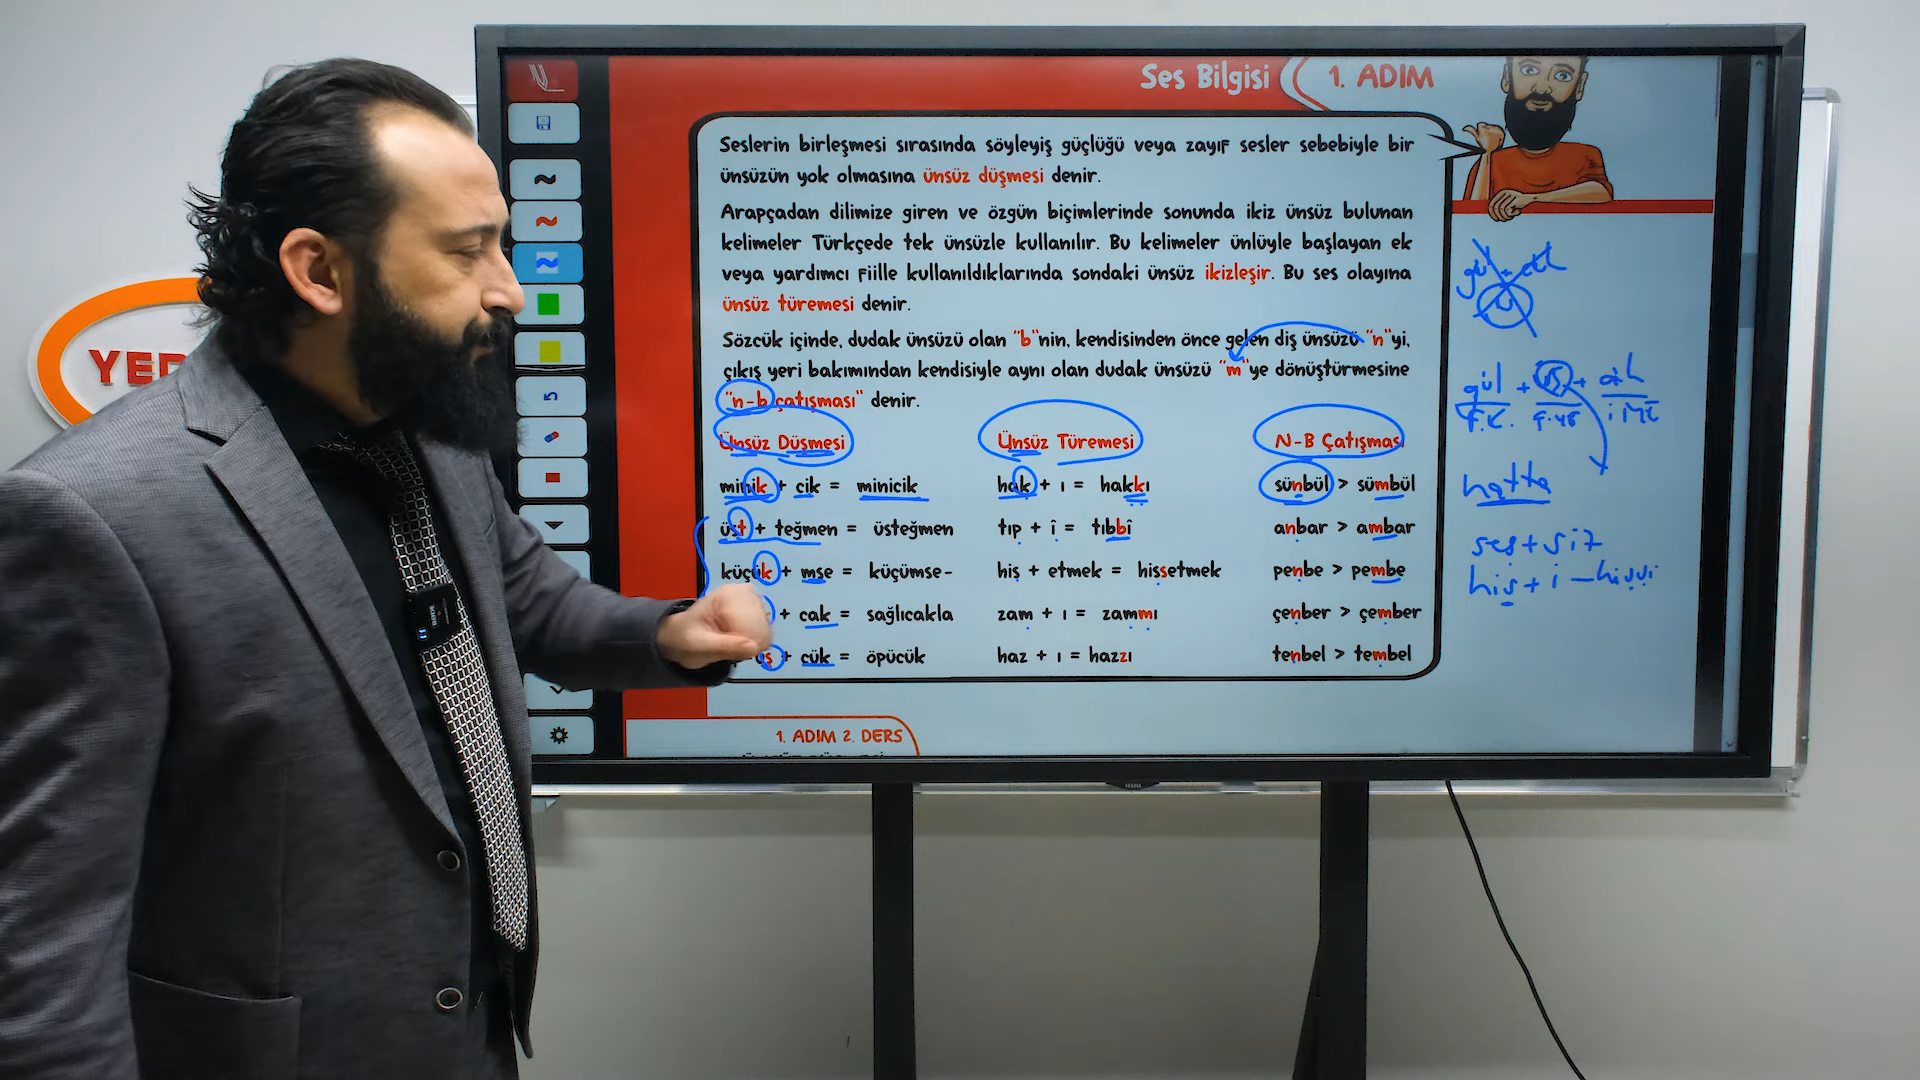 Ses Bilgisi
1. ADIM
Seslerin birleşmesi sırasında söyleyiş güçlüğü veya zayıf sesler sebebiyle bir
ünsüzün yok olmasına ünsüz düşmesi denir.
Arapçadan dilimize giren ve özgün biçimlerinde sonunda ikiz ünsüz bulunan
kelimeler Türkçede tek ünsüzle kullanılır. Bu kelimeler ünlüyle başlayan ek
veya yardımcı fiille kullanıldıklarında sondaki ünsüz ikizleşir. Bu ses olayına
ünsüz türemesi denir.
Sözcük içinde, dudak ünsüzü olan "b"nin, kendisinden önce gelen diş ünsüzü "n"yi,
çıkış yeri bakımından kendisiyle aynı olan dudak ünsüzü "m"ye dönüştürmesine
"n-b çatışması" denir.
Ünsüz Düşmesi Ünsüz Türemesi N-B Çatışması
minik + cik = minicik hak + ı = hakkı sünbül > sümbül
üst + teğmen = üsteğmen tıp + î = tıbbî anbar > ambar
küçük + mse = küçümse- his + etmek = hissetmek penbe > pembe
+ cak = sağlıcakla zam + ı = zammı çenber > çember
+ cük = öpücük haz + ı = hazzı tenbel > tembel
1. ADIM 2. DERS
YED
gül
gül +
hatta
ses + siz
his + i – hissi